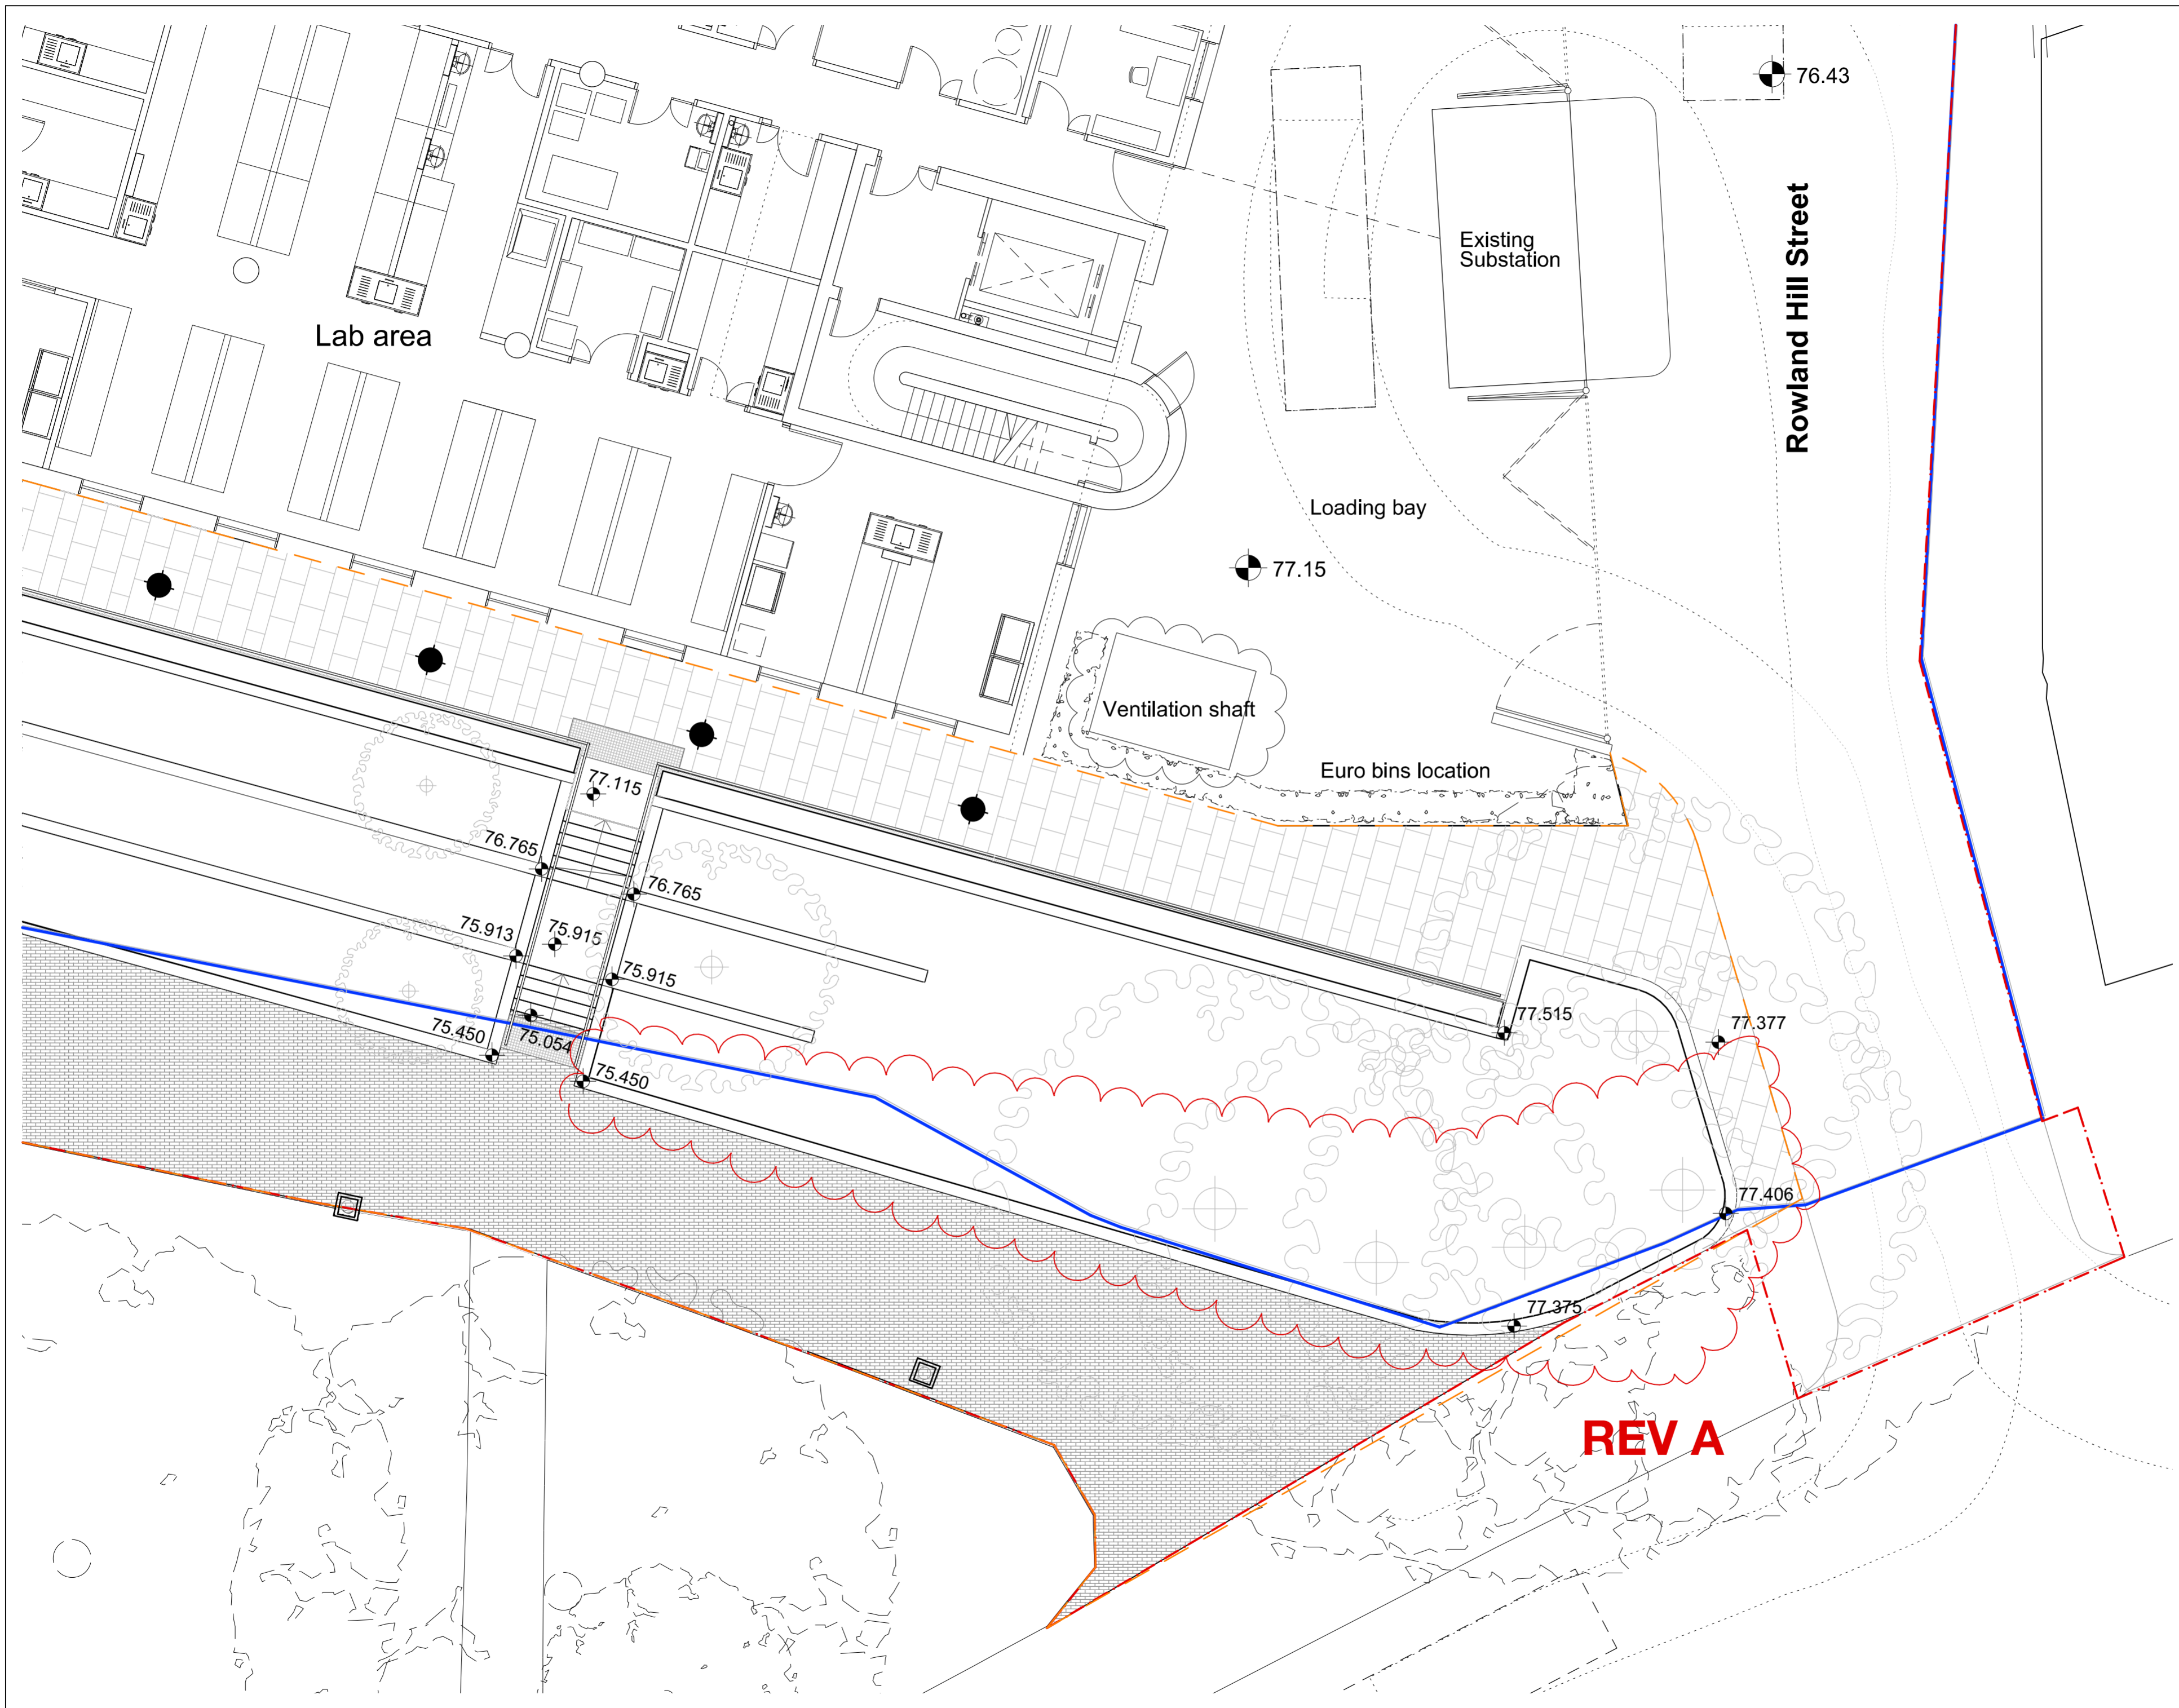 76.43
Rowland Hill Street
Existing
Substation
Lab area
Loading bay
77.15
Ventilation shaft
Euro bins location
77.115
76.765
76.765
75.913
75.915
75.915
75.450
75.054
75.450
77.515
77.377
77.406
77.375
REV A